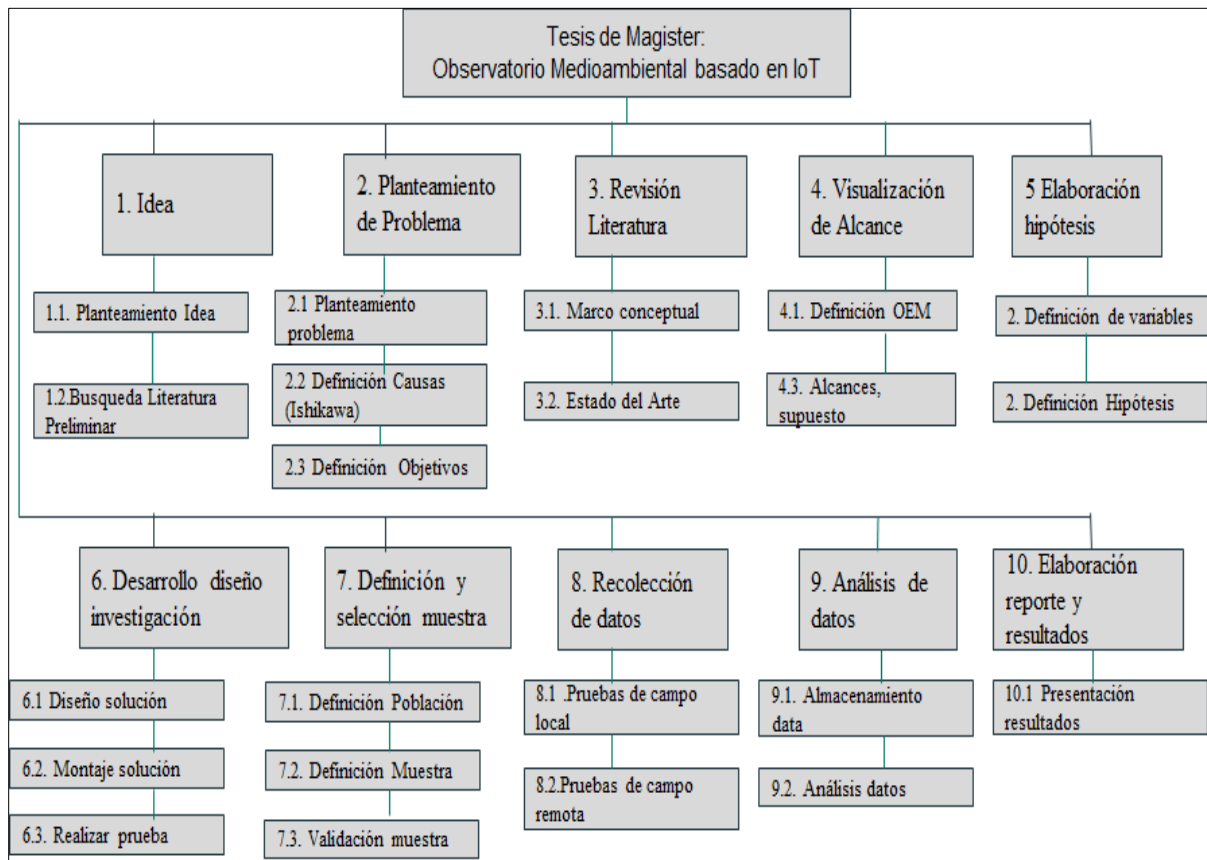 Tesis de Magister:
Observatorio Medioambiental basado en IoT
1. Idea
1.1. Planteamiento Idea
1.2.Busqueda Literatura
Preliminar
2. Planteamiento
de Problema
2.1 Planteamiento
problema
2.2 Definición Causas
(Ishikawa)
2.3 Definición Objetivos
3. Revisión
Literatura
3.1. Marco conceptual
3.2. Estado del Arte
4. Visualización
de Alcance
4.1. Definición OEM
4.3. Alcances,
supuesto
5 Elaboración
hipótesis
2. Definición de variables
2. Definición Hipótesis
6. Desarrollo diseño
investigación
6.1 Diseño solución
6.2. Montaje solución
6.3. Realizar prueba
7. Definición y
selección muestra
7.1. Definición Población
7.2. Definición Muestra
7.3. Validación muestra
8. Recolección
de datos
8.1 .Pruebas de campo
local
8.2.Pruebas de campo
remota
9. Análisis de
datos
9.1. Almacenamiento
data
9.2. Análisis datos
10. Elaboración
reporte y
resultados
10.1 Presentación
resultados